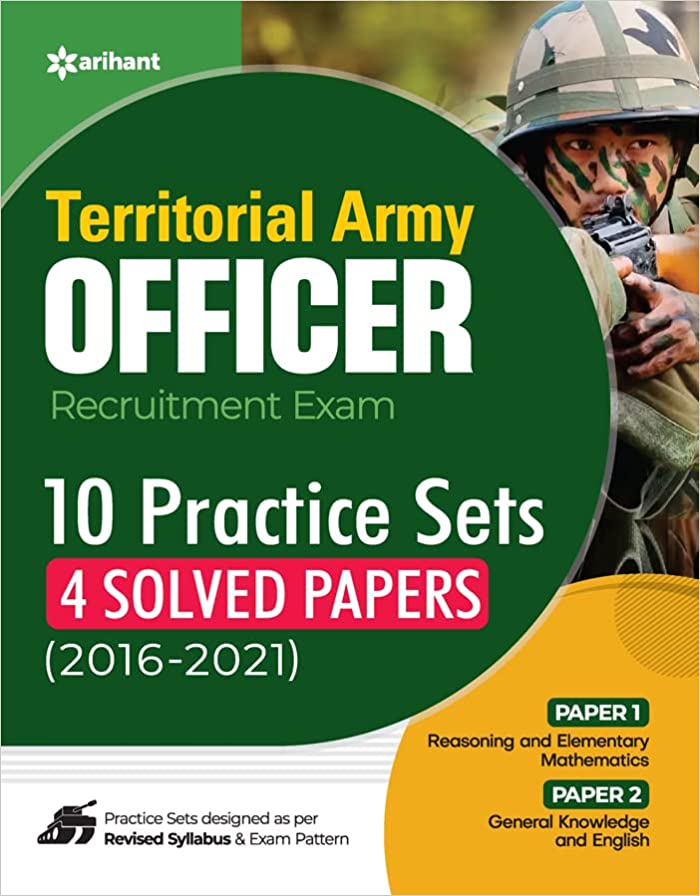 arihant
Territorial Army
OFFICER
Recruitment Exam
10 Practice Sets
4 SOLVED PAPERS
(2016-2021)
PAPER 1
Reasoning and Elementary
Mathematics
PAPER 2
General Knowledge
and English
Practice Sets designed as per
Revised Syllabus & Exam Pattern